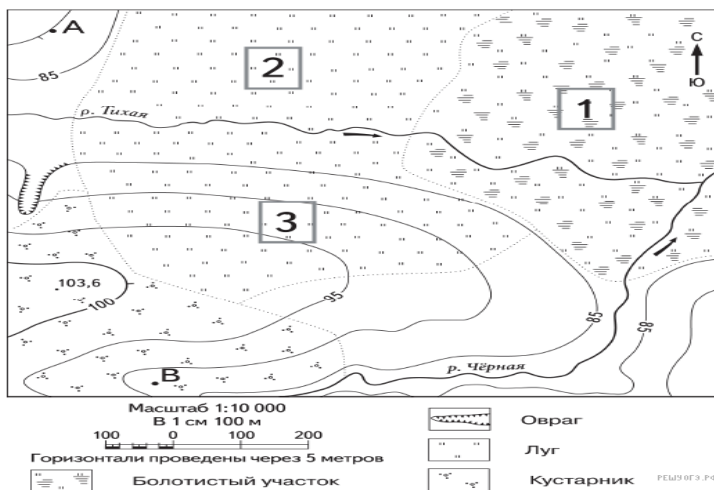 А
С
Ю
85
2
1
р. Тихая
3
103,6
100
95
85
85
В
р. Чёрная
Масштаб 1:10 000
В 1 см 100 м
100 0 100 200
Горизонтали проведены через 5 метров
Болотистый участок
Овраг
Луг
Кустарник
РЕШУОГЭ.РФ